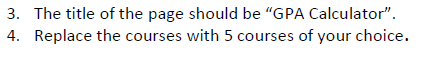 3. The title of the page should be “GPA Calculator”.
4. Replace the courses with 5 courses of your choice.